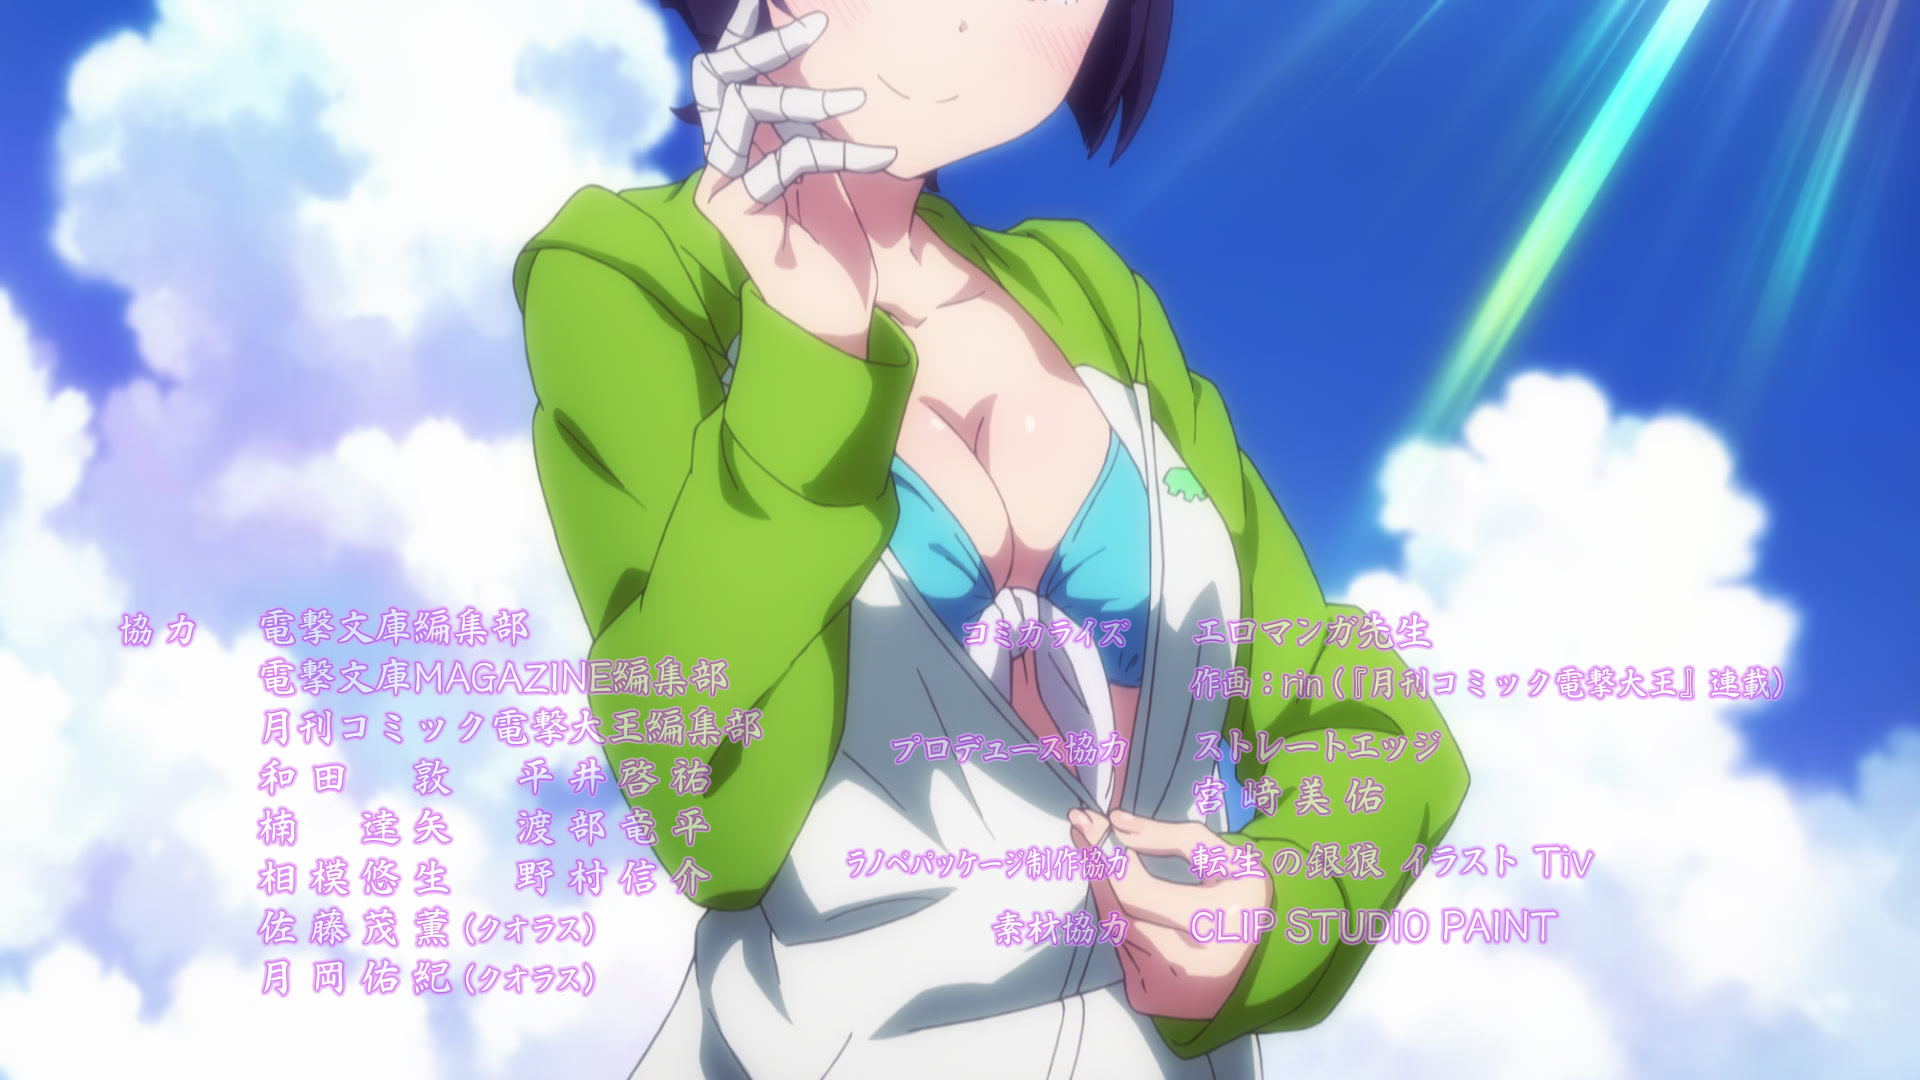 協力 電撃文庫編集部
電撃文庫MAGAZINE編集部
月刊コミック電撃大王編集部
和田 敦 平井啓祐
楠 達矢 渡部竜平
相模悠生 野村信介
佐藤茂薫(クオラス)
月岡佑紀(クオラス)
コミカライズ エロマンガ先生
作画：rin（『月刊コミック電撃大王』連載）
プロデュース協力 ストレートエッジ
宮﨑美佑
ラノベパッケージ制作協力 転生の銀狼 イラスト Tiv
素材協力 CLIP STUDIO PAINT